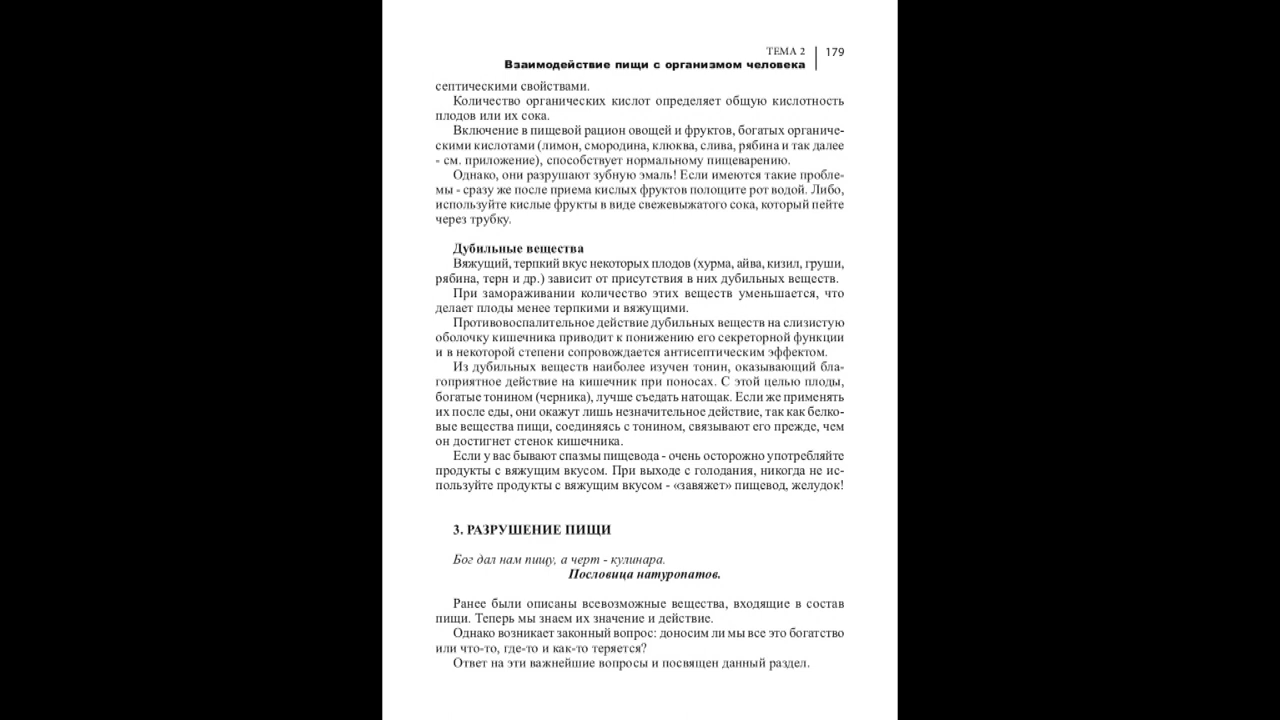 ТЕМА 2 179
Взаимодействие пищи с организмом человека
септическими свойствами.
Количество органических кислот определяет общую кислотность
плодов или их сока.
Включение в пищевой рацион овощей и фруктов, богатых органиче-
скими кислотами (лимон, смородина, клюква, слива, рябина и так далее
- см. приложение), способствует нормальному пищеварению.
Однако, они разрушают зубную эмаль! Если имеются такие пробле-
мы - сразу же после приема кислых фруктов полощите рот водой. Либо,
используйте кислые фрукты в виде свежевыжатого сока, который пейте
через трубку.
Дубильные вещества
Вяжущий, терпкий вкус некоторых плодов (хурма, айва, кизил, груши,
рябина, терн и др.) зависит от присутствия в них дубильных веществ.
При замораживании количество этих веществ уменьшается, что
делает плоды менее терпкими и вяжущими.
Противовоспалительное действие дубильных веществ на слизистую
оболочку кишечника приводит к понижению его секреторной функции
и в некоторой степени сопровождается антисептическим эффектом.
Из дубильных веществ наиболее изучен тонин, оказывающий бла-
гоприятное действие на кишечник при поносах. С этой целью плоды,
богатые тонином (черника), лучше съедать натощак. Если же применять
их после еды, они окажут лишь незначительное действие, так как белко-
вые вещества пищи, соединяясь с тонином, связывают его прежде, чем
он достигнет стенок кишечника.
Если у вас бывают спазмы пищевода - очень осторожно употребляйте
продукты с вяжущим вкусом. При выходе с голодания, никогда не ис-
пользуйте продукты с вяжущим вкусом - «завяжет» пищевод, желудок!
3. РАЗРУШЕНИЕ ПИЩИ
Бог дал нам пищу, а черт - кулинара.
Пословица натуропатов.
Ранее были описаны всевозможные вещества, входящие в состав
пищи. Теперь мы знаем их значение и действие.
Однако возникает законный вопрос: доносим ли мы все это богатство
или что-то, где-то и как-то теряется?
Ответ на эти важнейшие вопросы и посвящен данный раздел.